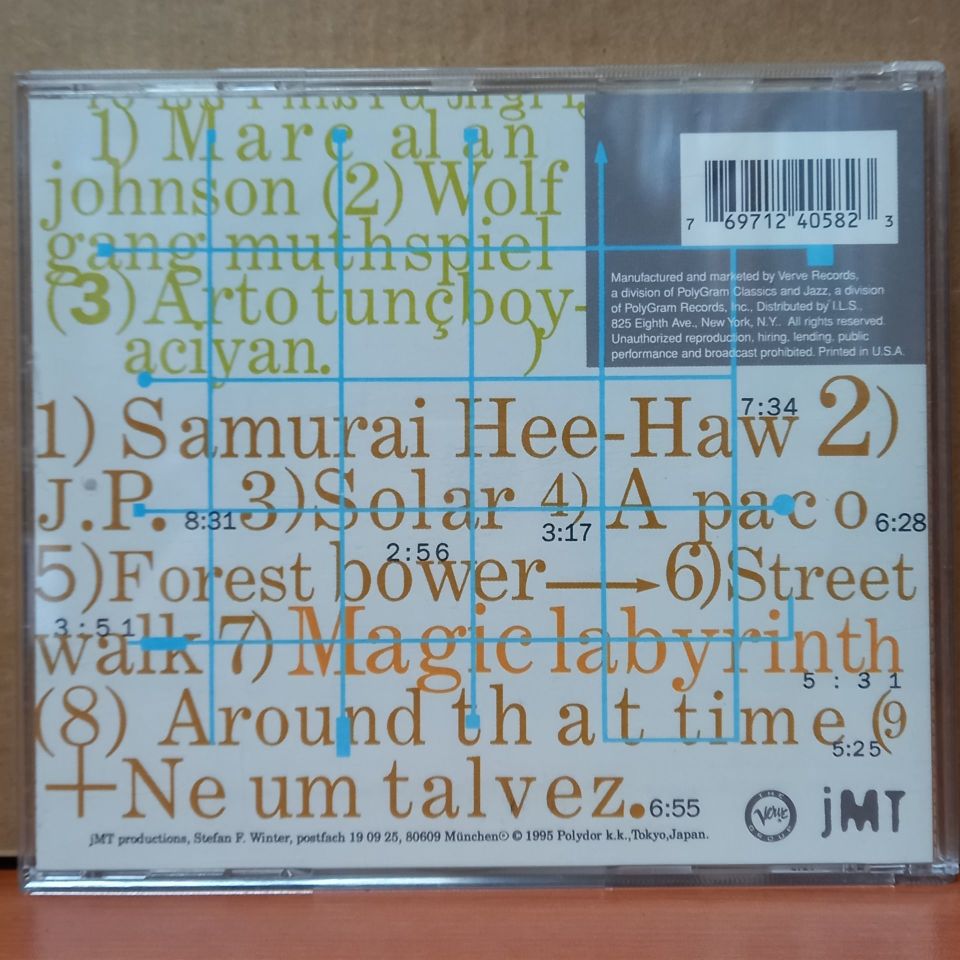 1) Marc alan
johnson (2) Wolf
gang muthspiel
(3) Arto tunçboy-
aciyan. )
7 69712 40582 3
Manufactured and marketed by Verve Records,
a division of PolyGram Classics and Jazz, a division
of PolyGram Records, Inc., Distributed by I.L.S.,
825 Eighth Ave., New York, N.Y.. All rights reserved.
Unauthorized reproduction, hiring, lending, public
performance and broadcast prohibited. Printed in U.S.A.
1) Samurai Hee-Haw 7:34 2)
J.P. 8:31 3) Solar 3:17 4) A paco 6:28
5) Forest bower 2:56 6) Street
walk 3:51 7) Magic labyrinth 5:31
(8) Around that time 5:25 (9
Ne um talvez. 6:55
THE Verve GROUP
jMT
jMT productions, Stefan F. Winter, postfach 19 09 25, 80609 München ℗ © 1995 Polydor k.k., Tokyo, Japan.